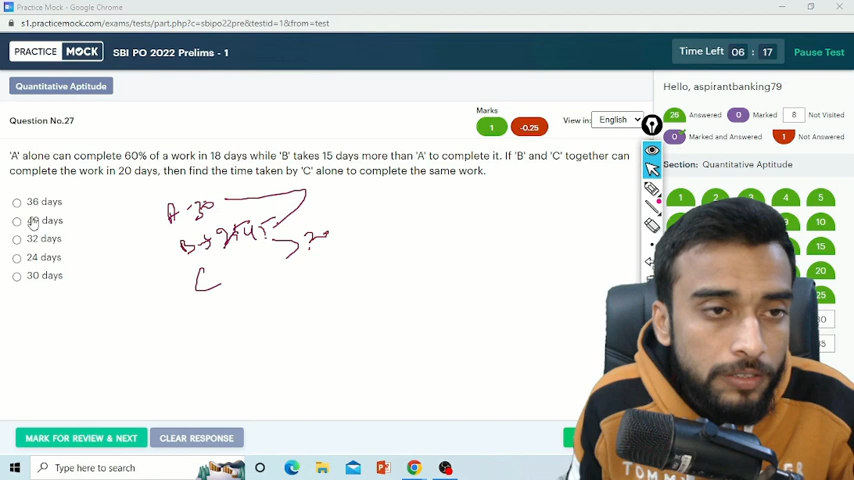 Practice Mock - Google Chrome
s1.practicemock.com/exams/tests/part.php?c=sbipo22pre&testid=1&from=test
PRACTICE MOCK
SBI PO 2022 Prelims - 1
Time Left 06 : 17
Pause Test
Quantitative Aptitude
Hello, aspirantbanking79
Question No.27
Marks
1
-0.25
View in:
English
26 Answered
0 Marked
8 Not Visited
0 Marked and Answered
1 Not Answered
Section: Quantitative Aptitude
'A' alone can complete 60% of a work in 18 days while 'B' takes 15 days more than 'A' to complete it. If 'B' and 'C' together can
complete the work in 20 days, then find the time taken by 'C' alone to complete the same work.
36 days
days
32 days
24 days
30 days
A - 30
B
C
1 2 3 4 5
10
20
25
MARK FOR REVIEW & NEXT
CLEAR RESPONSE
Type here to search
TOMM